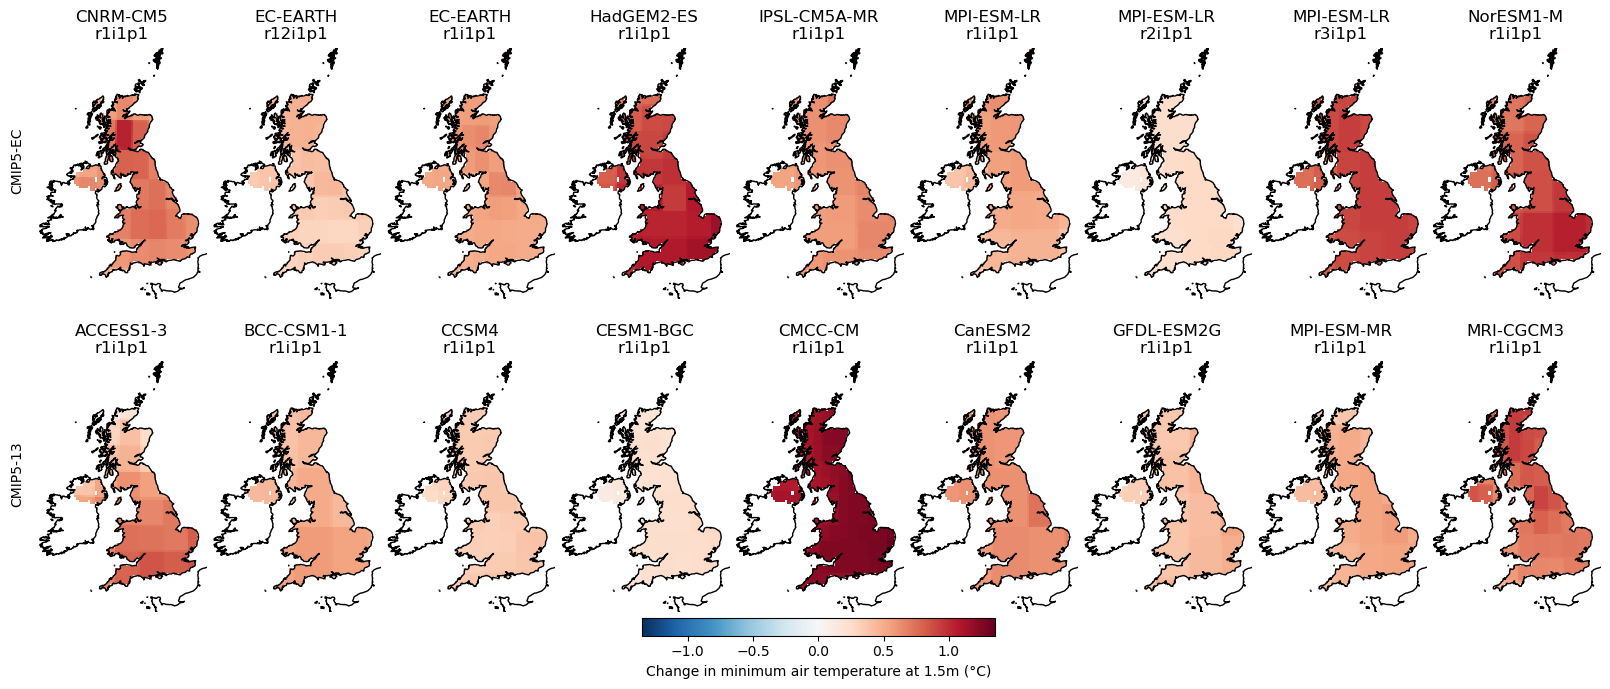 CNRM-CM5 EC-EARTH EC-EARTH HadGEM2-ES IPSL-CM5A-MR MPI-ESM-LR MPI-ESM-LR MPI-ESM-LR NorESM1-M
r1i1p1 r12i1p1 r1i1p1 r1i1p1 r1i1p1 r1i1p1 r2i1p1 r3i1p1 r1i1p1
CMIP5-EC
ACCESS1-3 BCC-CSM1-1 CCSM4 CESM1-BGC CMCC-CM CanESM2 GFDL-ESM2G MPI-ESM-MR MRI-CGCM3
r1i1p1 r1i1p1 r1i1p1 r1i1p1 r1i1p1 r1i1p1 r1i1p1 r1i1p1 r1i1p1
CMIP5-13
−1.0 −0.5 0.0 0.5 1.0
Change in minimum air temperature at 1.5m (°C)